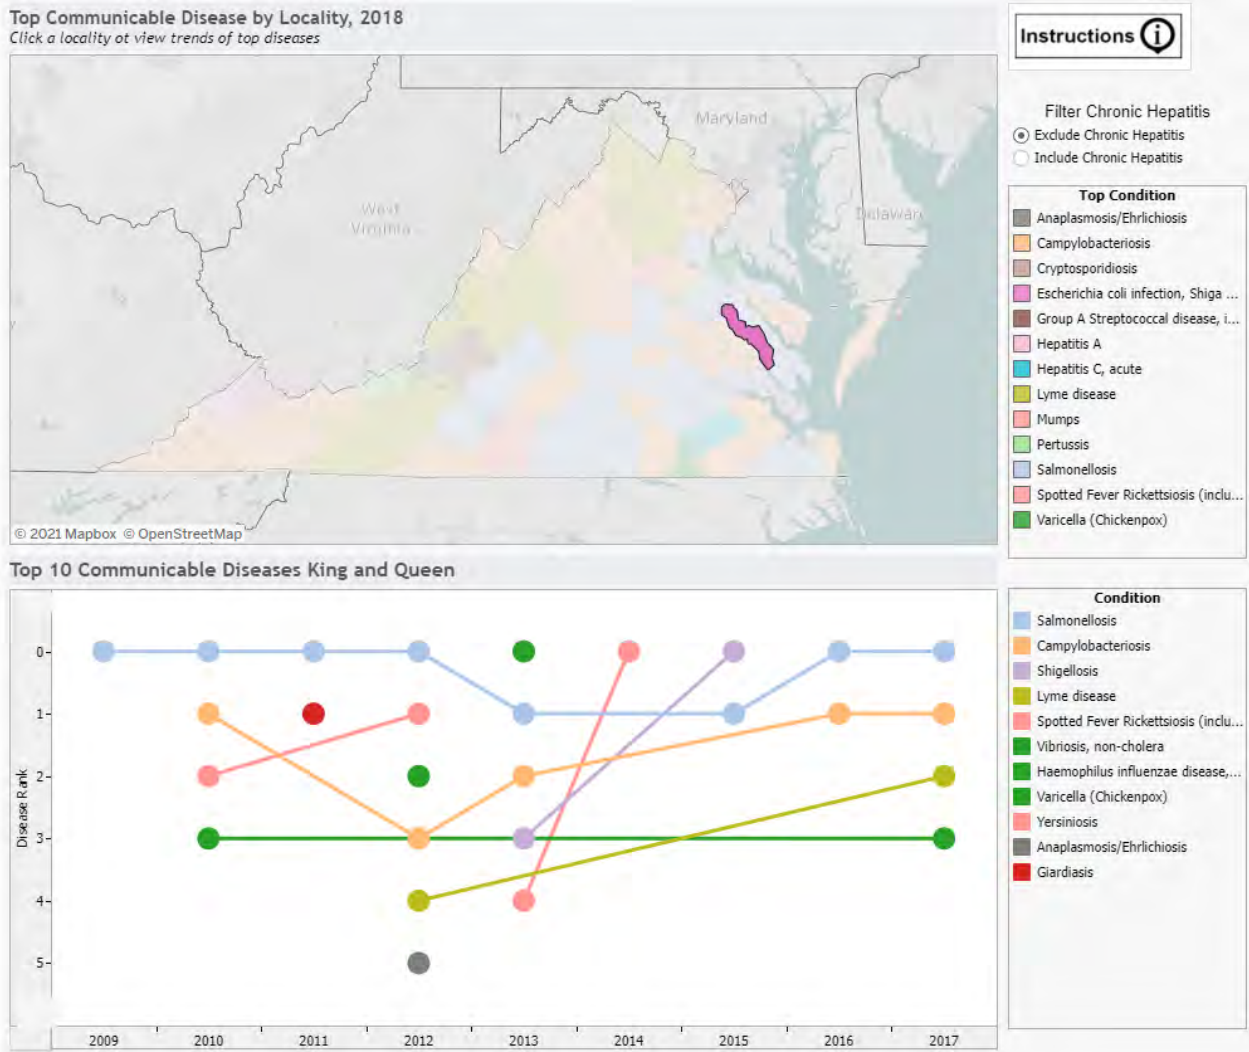 Top Communicable Disease by Locality, 2018
Click a locality ot view trends of top diseases
Instructions
Filter Chronic Hepatitis
Exclude Chronic Hepatitis
Include Chronic Hepatitis
Maryland
West
Virginia
Delaware
© 2021 Mapbox © OpenStreetMap
Top Condition
Anaplasmosis/Ehrlichiosis
Campylobacteriosis
Cryptosporidiosis
Escherichia coli infection, Shiga ...
Group A Streptococcal disease, i...
Hepatitis A
Hepatitis C, acute
Lyme disease
Mumps
Pertussis
Salmonellosis
Spotted Fever Rickettsiosis (inclu...
Varicella (Chickenpox)
Top 10 Communicable Diseases King and Queen
Disease Rank
0
1
2
3
4
5
2009 2010 2011 2012 2013 2014 2015 2016 2017
Condition
Salmonellosis
Campylobacteriosis
Shigellosis
Lyme disease
Spotted Fever Rickettsiosis (inclu...
Vibriosis, non-cholera
Haemophilus influenzae disease,...
Varicella (Chickenpox)
Yersiniosis
Anaplasmosis/Ehrlichiosis
Giardiasis